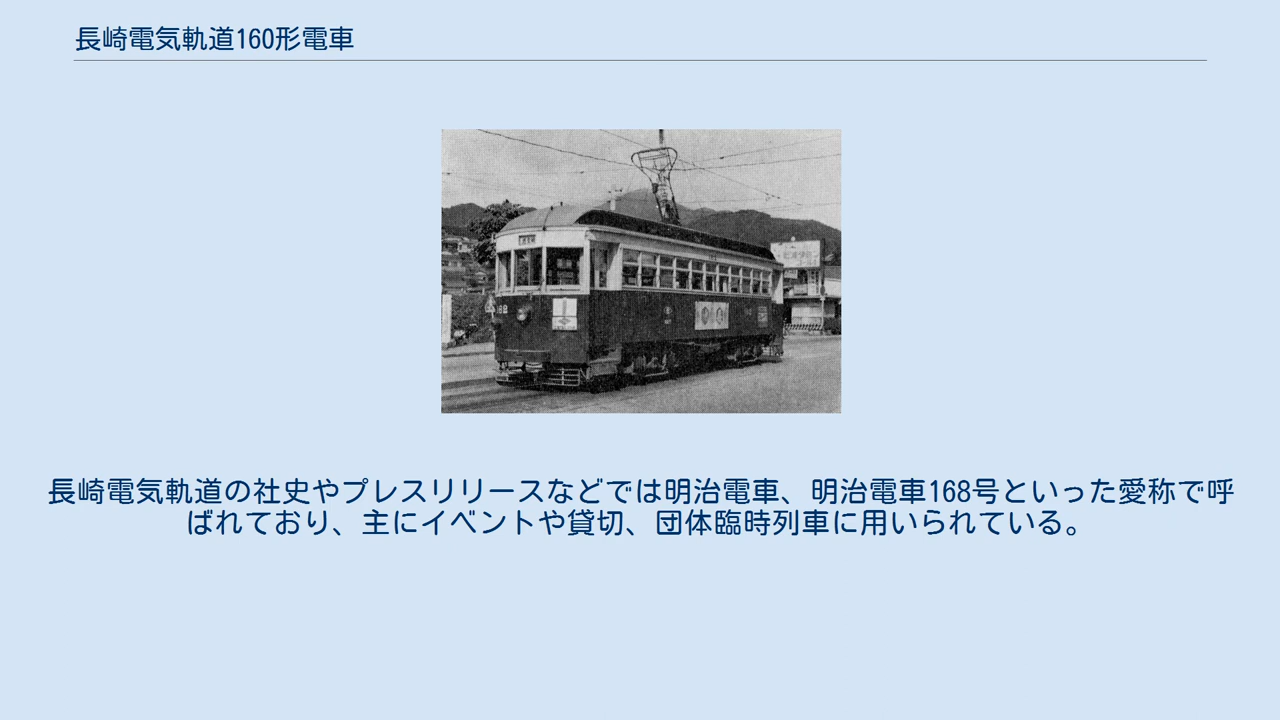 長崎電気軌道160形電車
長崎電気軌道の社史やプレスリリースなどでは明治電車、明治電車168号といった愛称で呼
ばれており、主にイベントや貸切、団体臨時列車に用いられている。